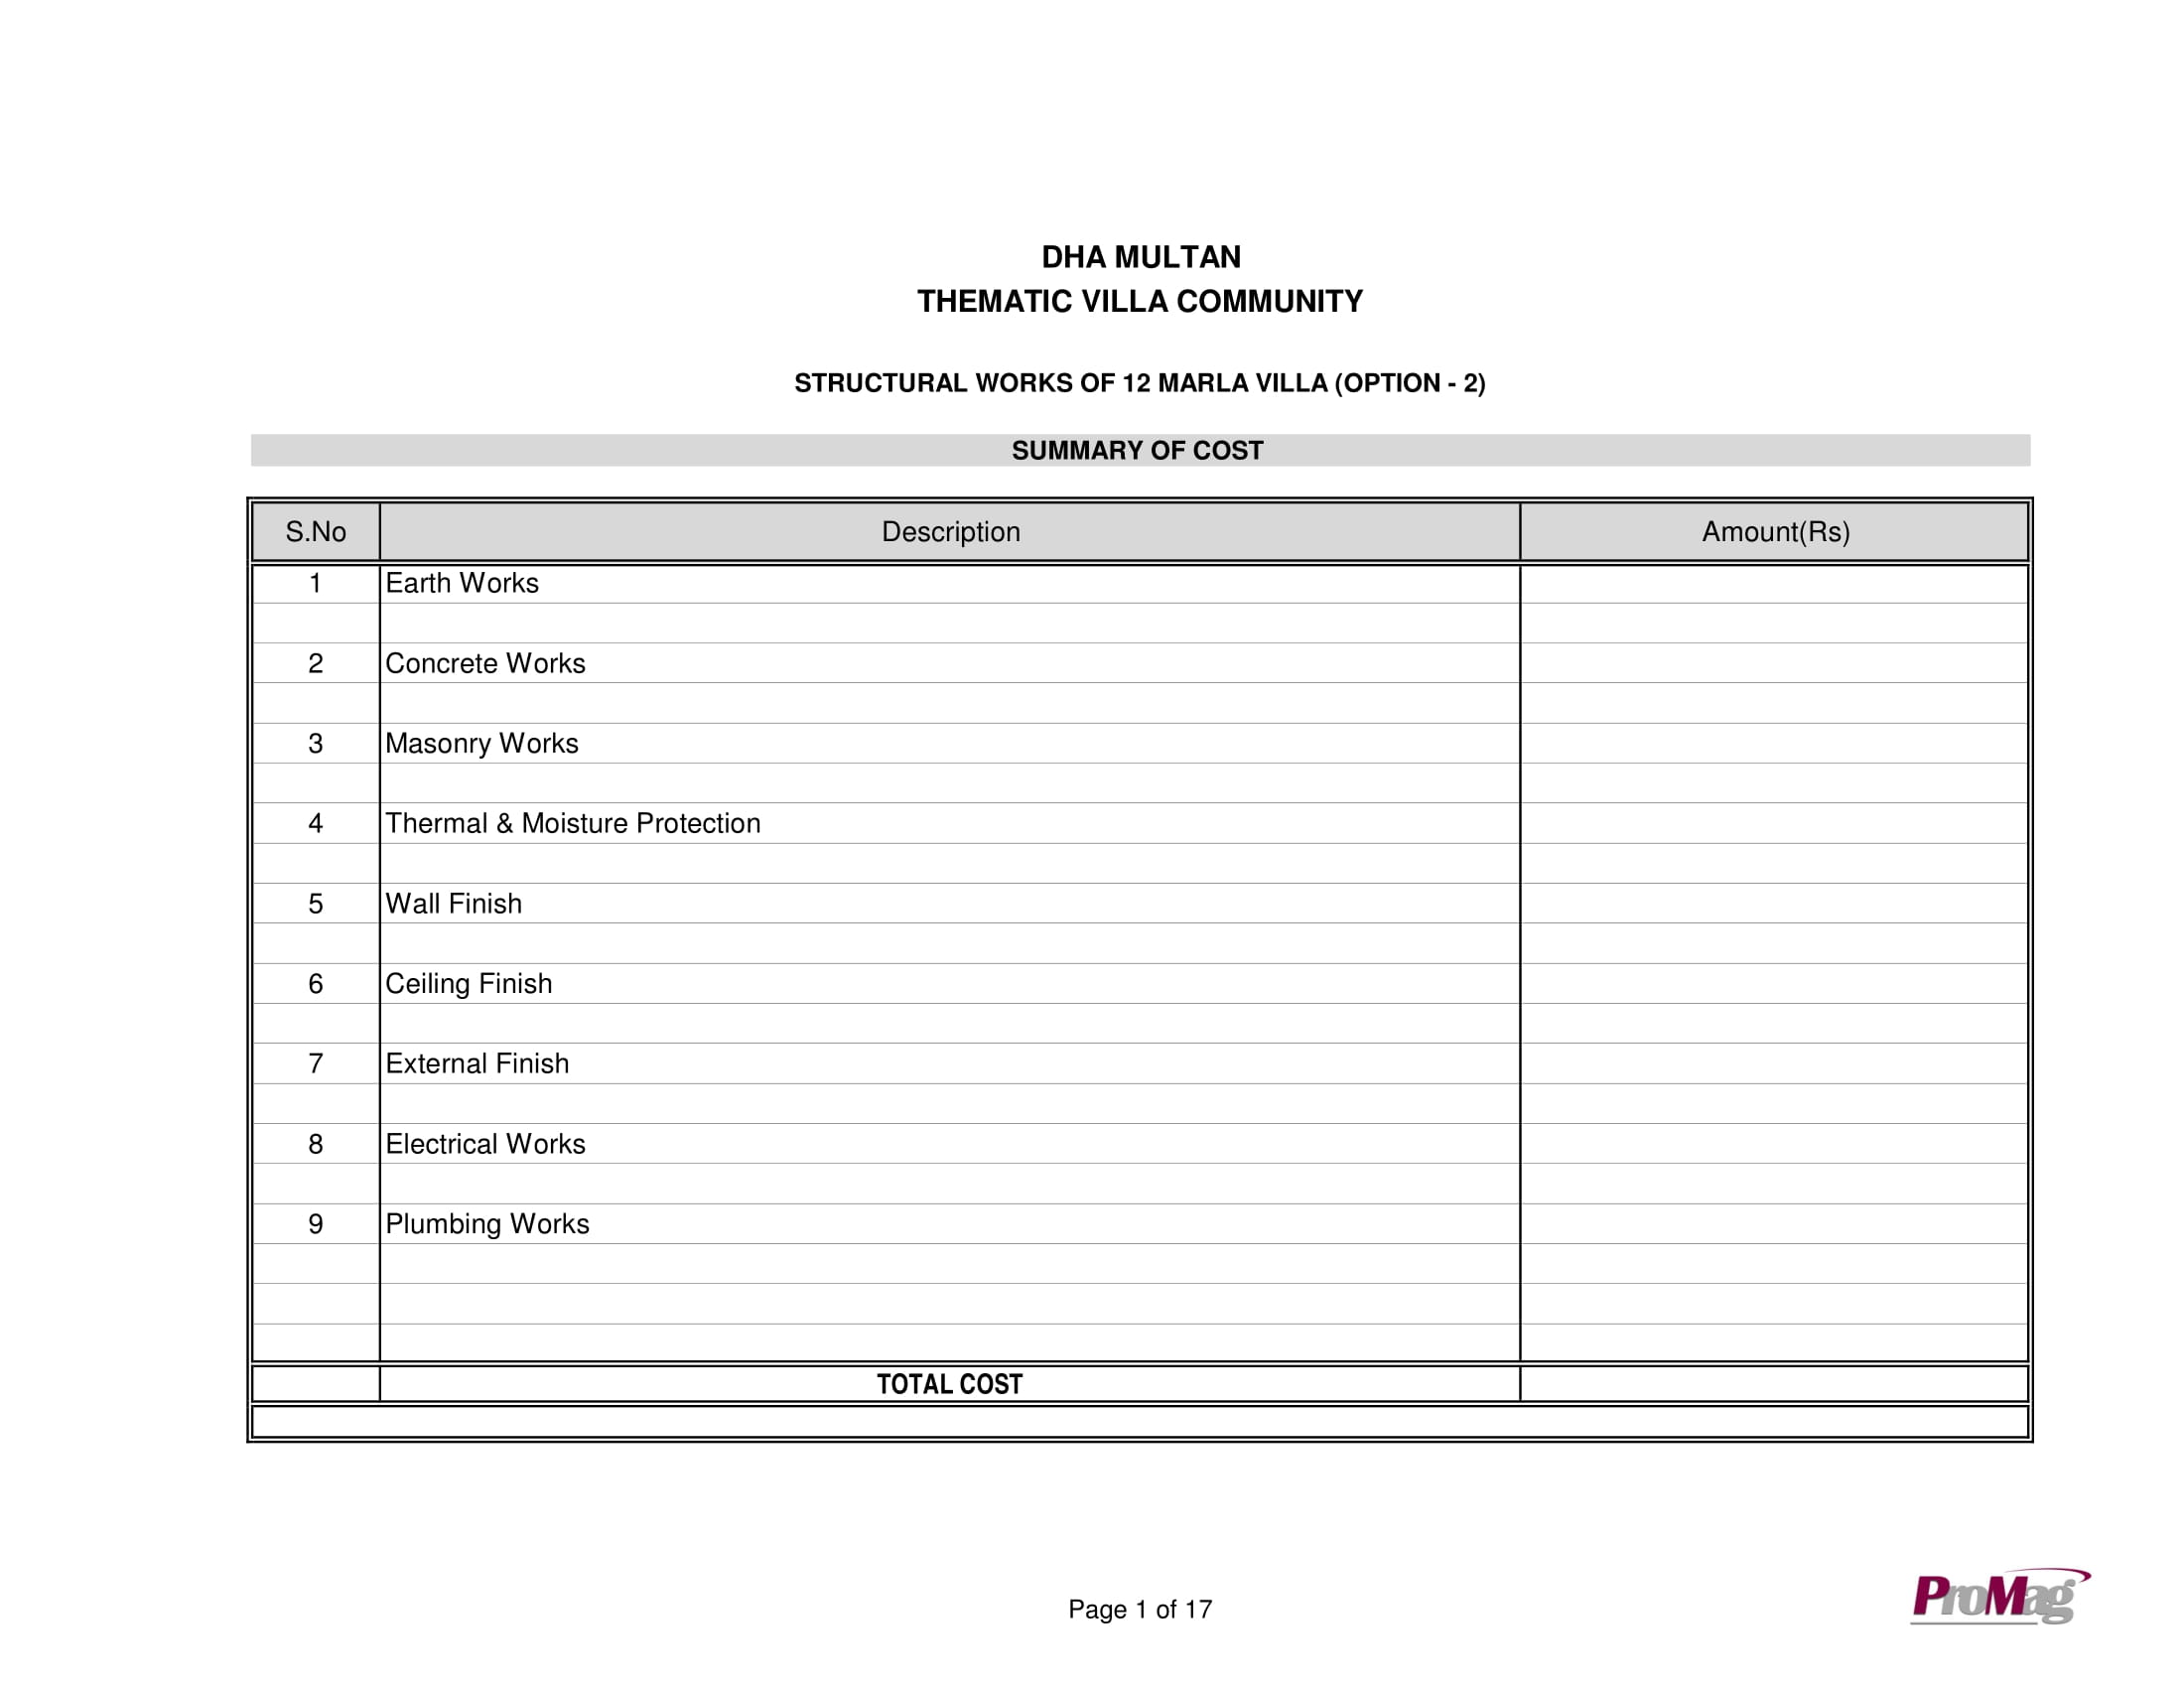 DHA MULTAN
THEMATIC VILLA COMMUNITY
STRUCTURAL WORKS OF 12 MARLA VILLA (OPTION - 2)
SUMMARY OF COST
S.No Description Amount(Rs)
1 Earth Works
2 Concrete Works
3 Masonry Works
4 Thermal & Moisture Protection
5 Wall Finish
6 Ceiling Finish
7 External Finish
8 Electrical Works
9 Plumbing Works
TOTAL COST
Page 1 of 17
ProMag